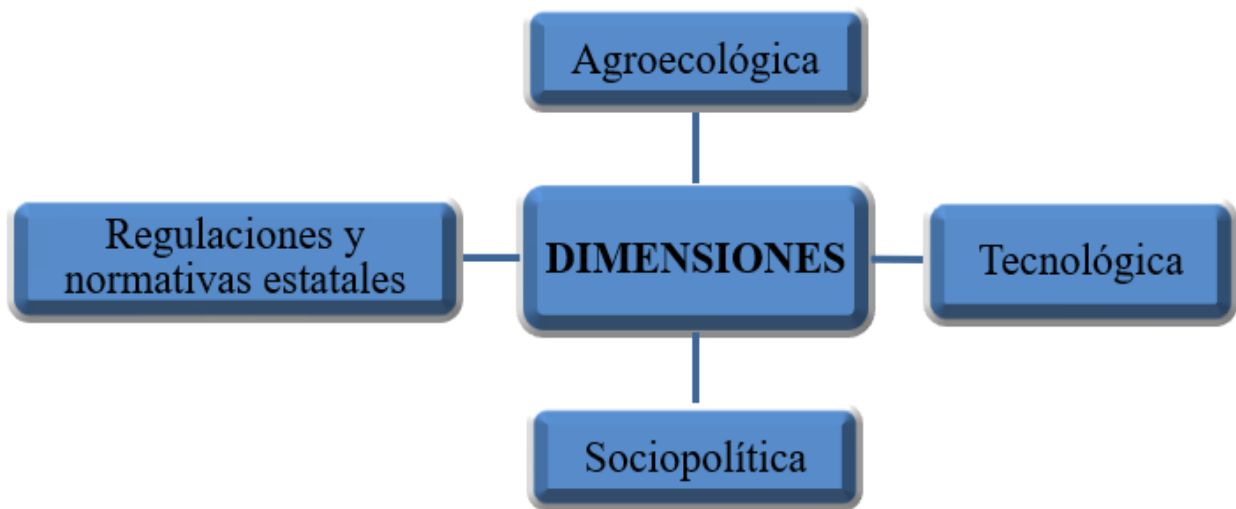 Agroecológica
Regulaciones y
normativas estatales
DIMENSIONES
Tecnológica
Sociopolítica